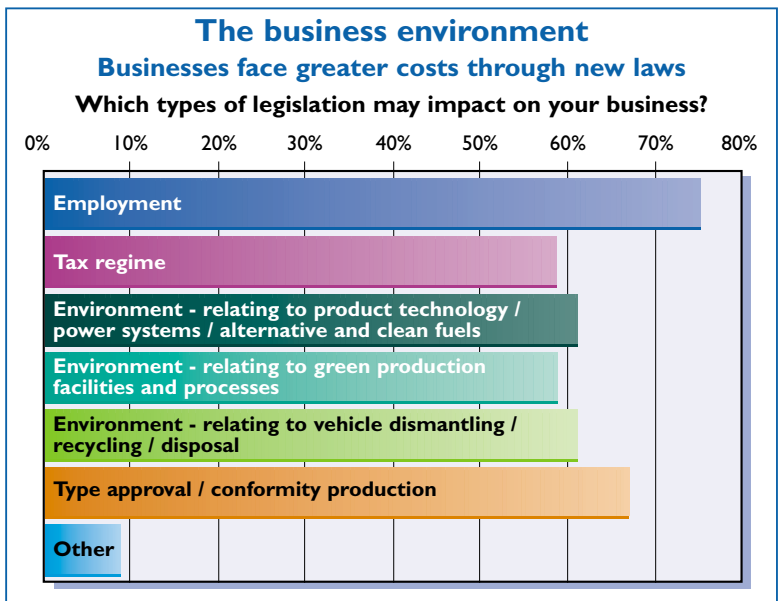 The business environment
Businesses face greater costs through new laws
Which types of legislation may impact on your business?
0% 10% 20% 30% 40% 50% 60% 70% 80%
Employment
Tax regime
Environment - relating to product technology /
power systems / alternative and clean fuels
Environment - relating to green production
facilities and processes
Environment - relating to vehicle dismantling /
recycling / disposal
Type approval / conformity production
Other